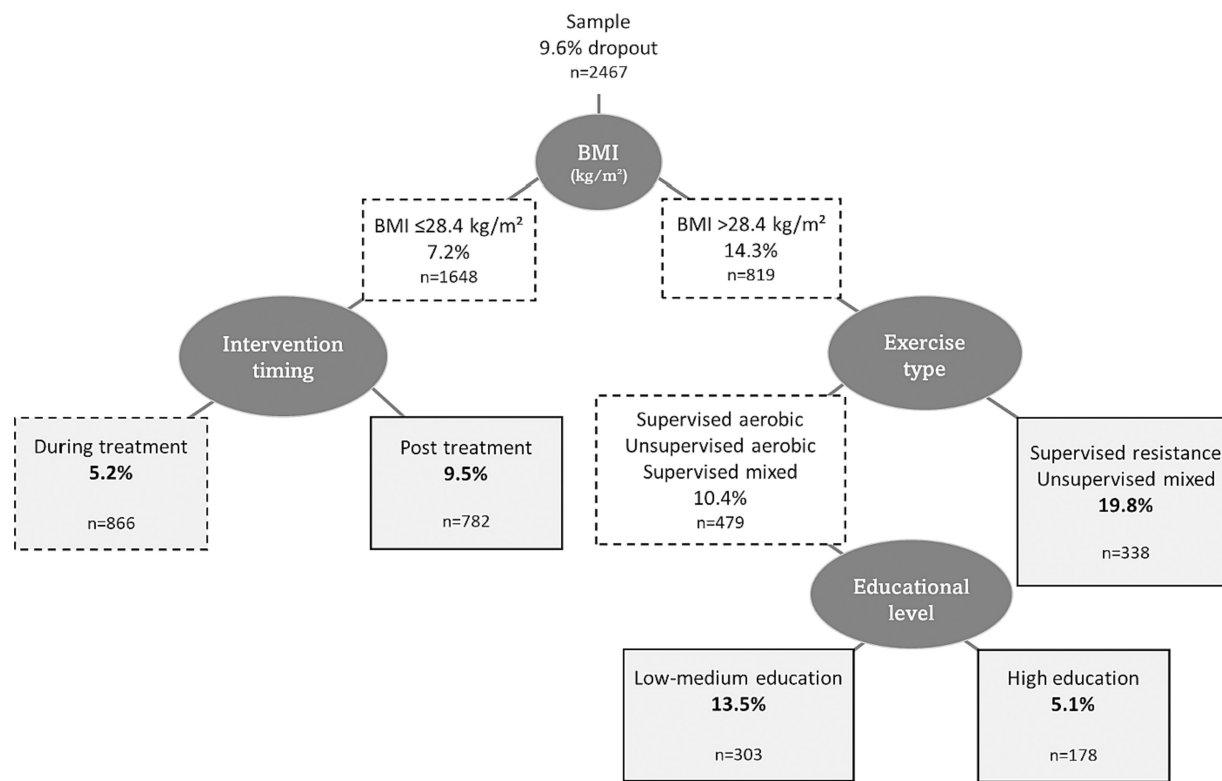 Sample
9.6% dropout
n=2467
BMI
(kg/m²)
BMI ≤28.4 kg/m²
7.2%
n=1648
BMI >28.4 kg/m²
14.3%
n=819
Intervention
timing
Exercise
type
During treatment
5.2%
n=866
Post treatment
9.5%
n=782
Supervised aerobic
Unsupervised aerobic
Supervised mixed
10.4%
n=479
Supervised resistance
Unsupervised mixed
19.8%
n=338
Educational
level
Low-medium education
13.5%
n=303
High education
5.1%
n=178